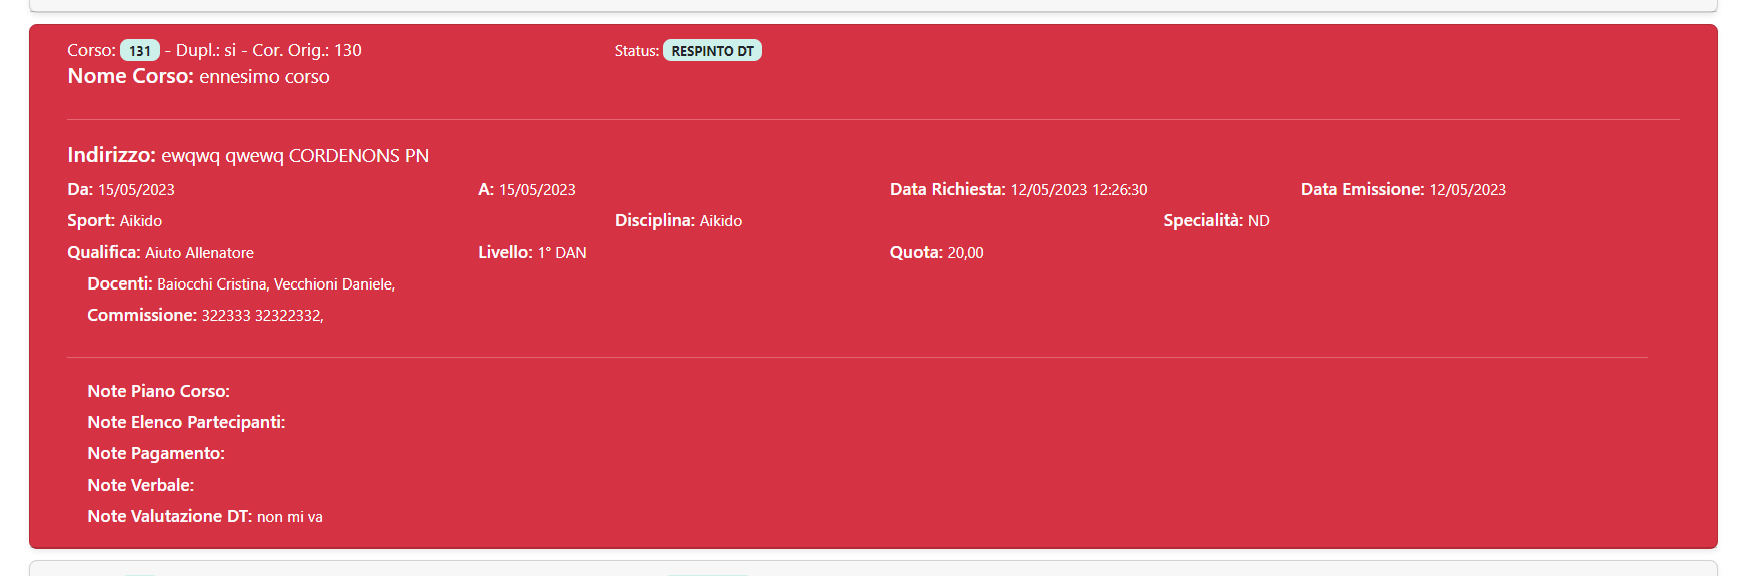 Corso: 131 - Dupl.: si - Cor. Orig.: 130 Status: RESPINTO DT
Nome Corso: ennesimo corso
Indirizzo: ewqwq qwewq CORDENONS PN
Da: 15/05/2023 A: 15/05/2023 Data Richiesta: 12/05/2023 12:26:30 Data Emissione: 12/05/2023
Sport: Aikido Disciplina: Aikido Specialità: ND
Qualifica: Aiuto Allenatore Livello: 1° DAN Quota: 20,00
Docenti: Baiocchi Cristina, Vecchioni Daniele,
Commissione: 322333 32322332,
Note Piano Corso:
Note Elenco Partecipanti:
Note Pagamento:
Note Verbale:
Note Valutazione DT: non mi va